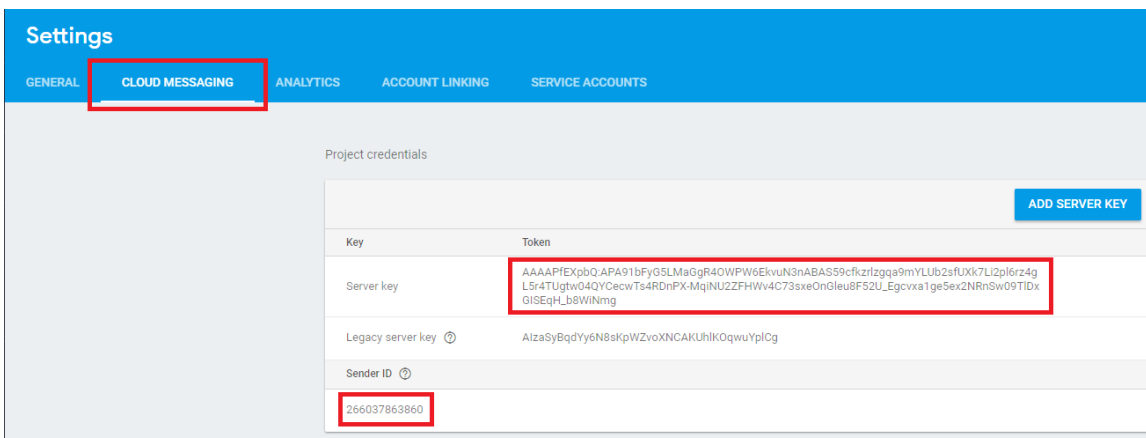 Settings
GENERAL CLOUD MESSAGING ANALYTICS ACCOUNT LINKING SERVICE ACCOUNTS
Project credentials
ADD SERVER KEY
Key Token
Server key
AAAAPfEXpbQ:APA91bFyG5LMaGgR4OWPW6EkvuN3nABAS59cfkzrlzgqa9mYLUb2sfUXk7Li2pl6rz4g
L5r4TUgtw04QYCecwTs4RDnPX-MqiNU2ZFHWv4C73sxeOnGleu8F52U_Egcvxa1ge5ex2NRnSw09TlDx
GISEqH_b8WiNmg
Legacy server key AIzaSyBqdYy6N8sKpWZvoXNCAKUhlKOqwuYplCg
Sender ID
266037863860